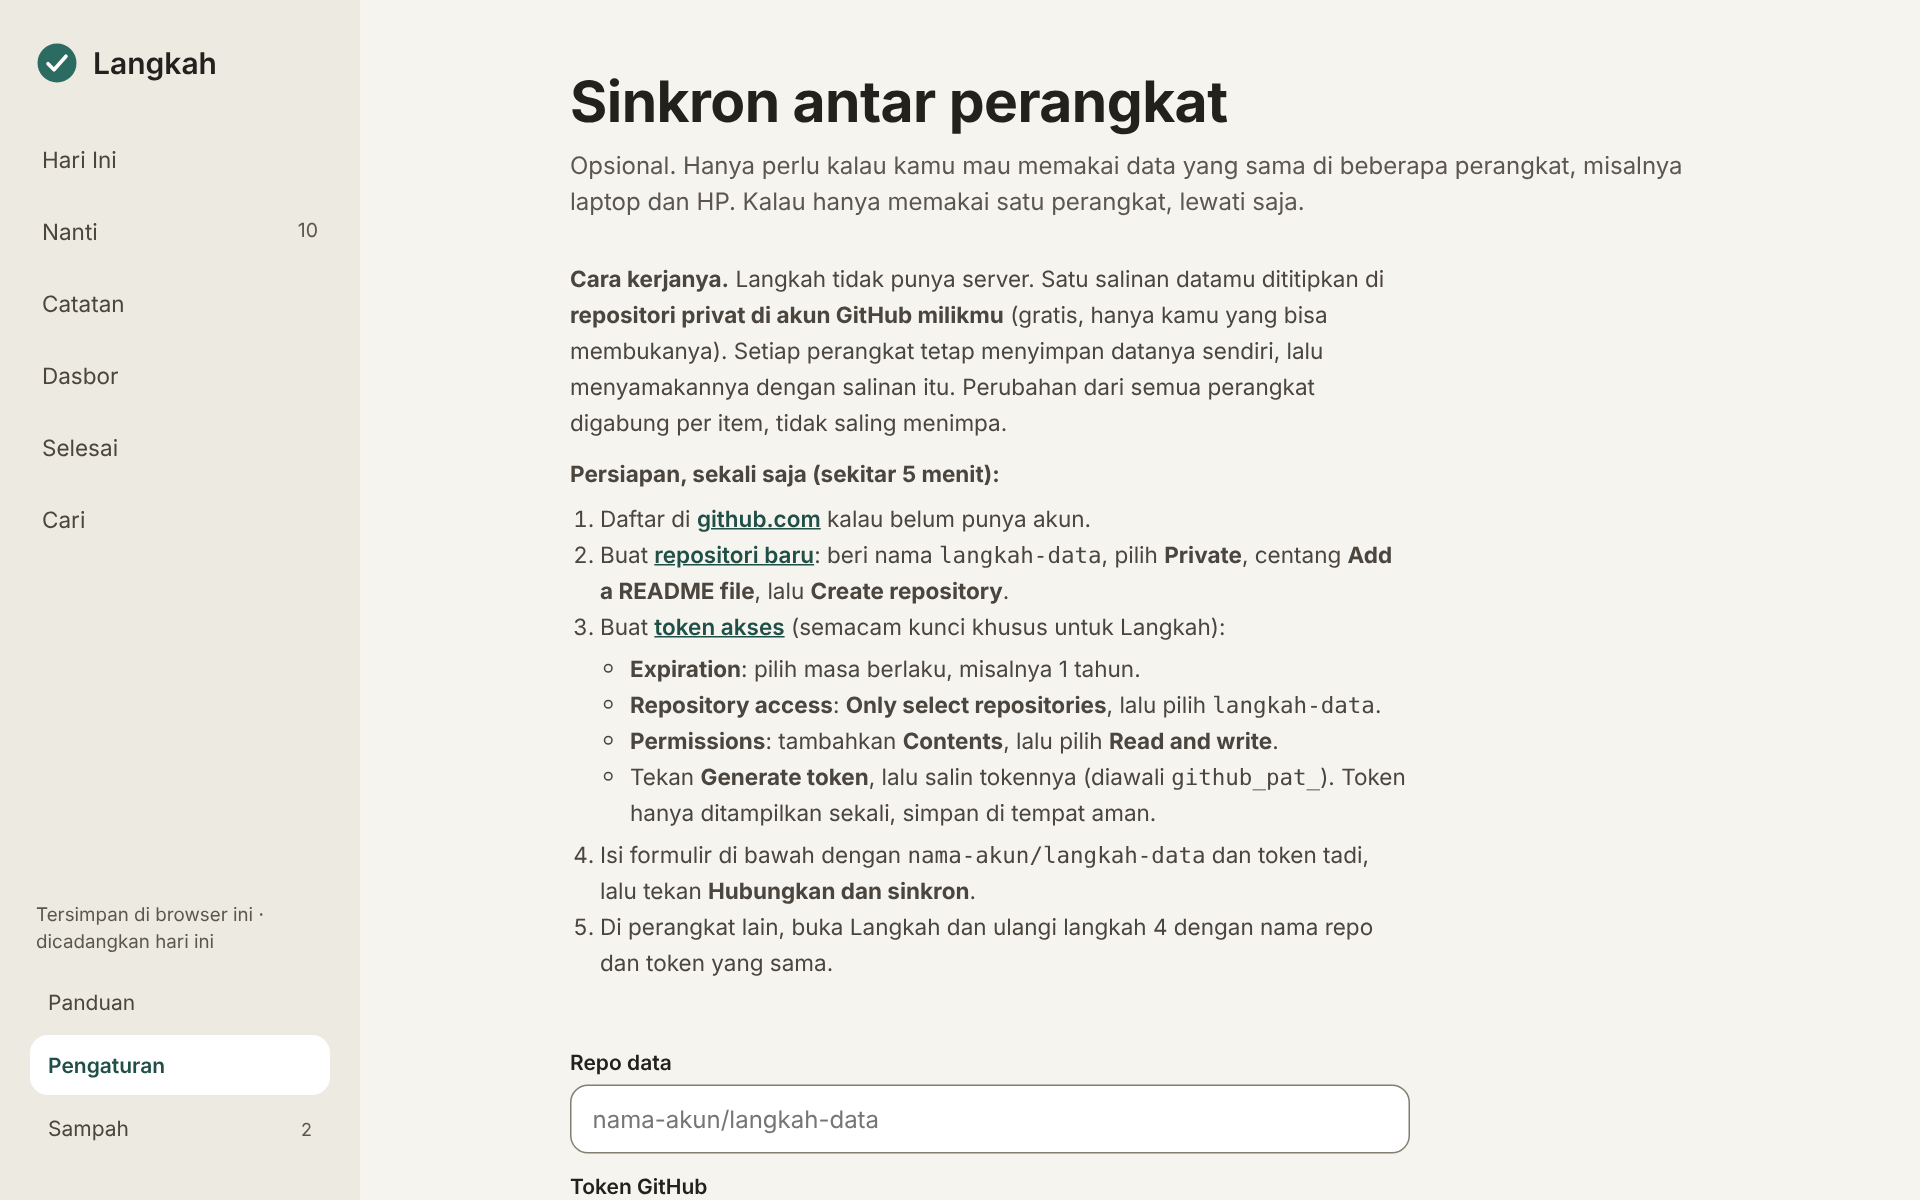 Langkah
Hari Ini
Nanti 10
Catatan
Dasbor
Selesai
Cari
Tersimpan di browser ini ·
dicadangkan hari ini
Panduan
Pengaturan
Sampah 2
Sinkron antar perangkat
Opsional. Hanya perlu kalau kamu mau memakai data yang sama di beberapa perangkat, misalnya
laptop dan HP. Kalau hanya memakai satu perangkat, lewati saja.
Cara kerjanya. Langkah tidak punya server. Satu salinan datamu dititipkan di
repositori privat di akun GitHub milikmu (gratis, hanya kamu yang bisa
membukanya). Setiap perangkat tetap menyimpan datanya sendiri, lalu
menyamakannya dengan salinan itu. Perubahan dari semua perangkat
digabung per item, tidak saling menimpa.
Persiapan, sekali saja (sekitar 5 menit):
1. Daftar di github.com kalau belum punya akun.
2. Buat repositori baru: beri nama langkah-data, pilih Private, centang Add
a README file, lalu Create repository.
3. Buat token akses (semacam kunci khusus untuk Langkah):
Expiration: pilih masa berlaku, misalnya 1 tahun.
Repository access: Only select repositories, lalu pilih langkah-data.
Permissions: tambahkan Contents, lalu pilih Read and write.
Tekan Generate token, lalu salin tokennya (diawali github_pat_). Token
hanya ditampilkan sekali, simpan di tempat aman.
4. Isi formulir di bawah dengan nama-akun/langkah-data dan token tadi,
lalu tekan Hubungkan dan sinkron.
5. Di perangkat lain, buka Langkah dan ulangi langkah 4 dengan nama repo
dan token yang sama.
Repo data
nama-akun/langkah-data
Token GitHub